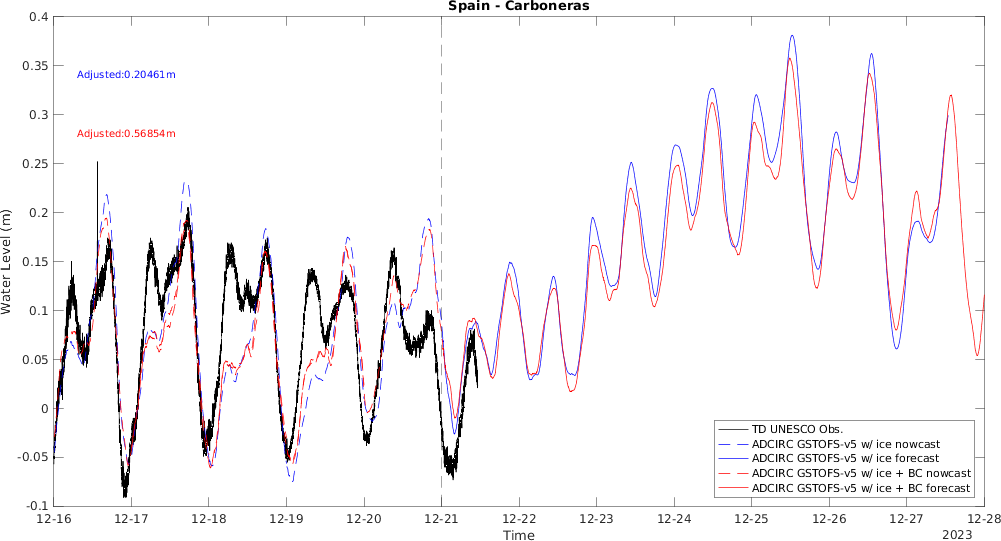 Spain - Carboneras
Water Level (m)
0.4
0.35
0.3
0.25
0.2
0.15
0.1
0.05
0
-0.05
-0.1
Adjusted:0.20461m
Adjusted:0.56854m
TD UNESCO Obs.
ADCIRC GSTOFS-v5 w/ ice nowcast
ADCIRC GSTOFS-v5 w/ ice forecast
ADCIRC GSTOFS-v5 w/ ice + BC nowcast
ADCIRC GSTOFS-v5 w/ ice + BC forecast
12-16 12-17 12-18 12-19 12-20 12-21 12-22 12-23 12-24 12-25 12-26 12-27 12-28
Time
2023